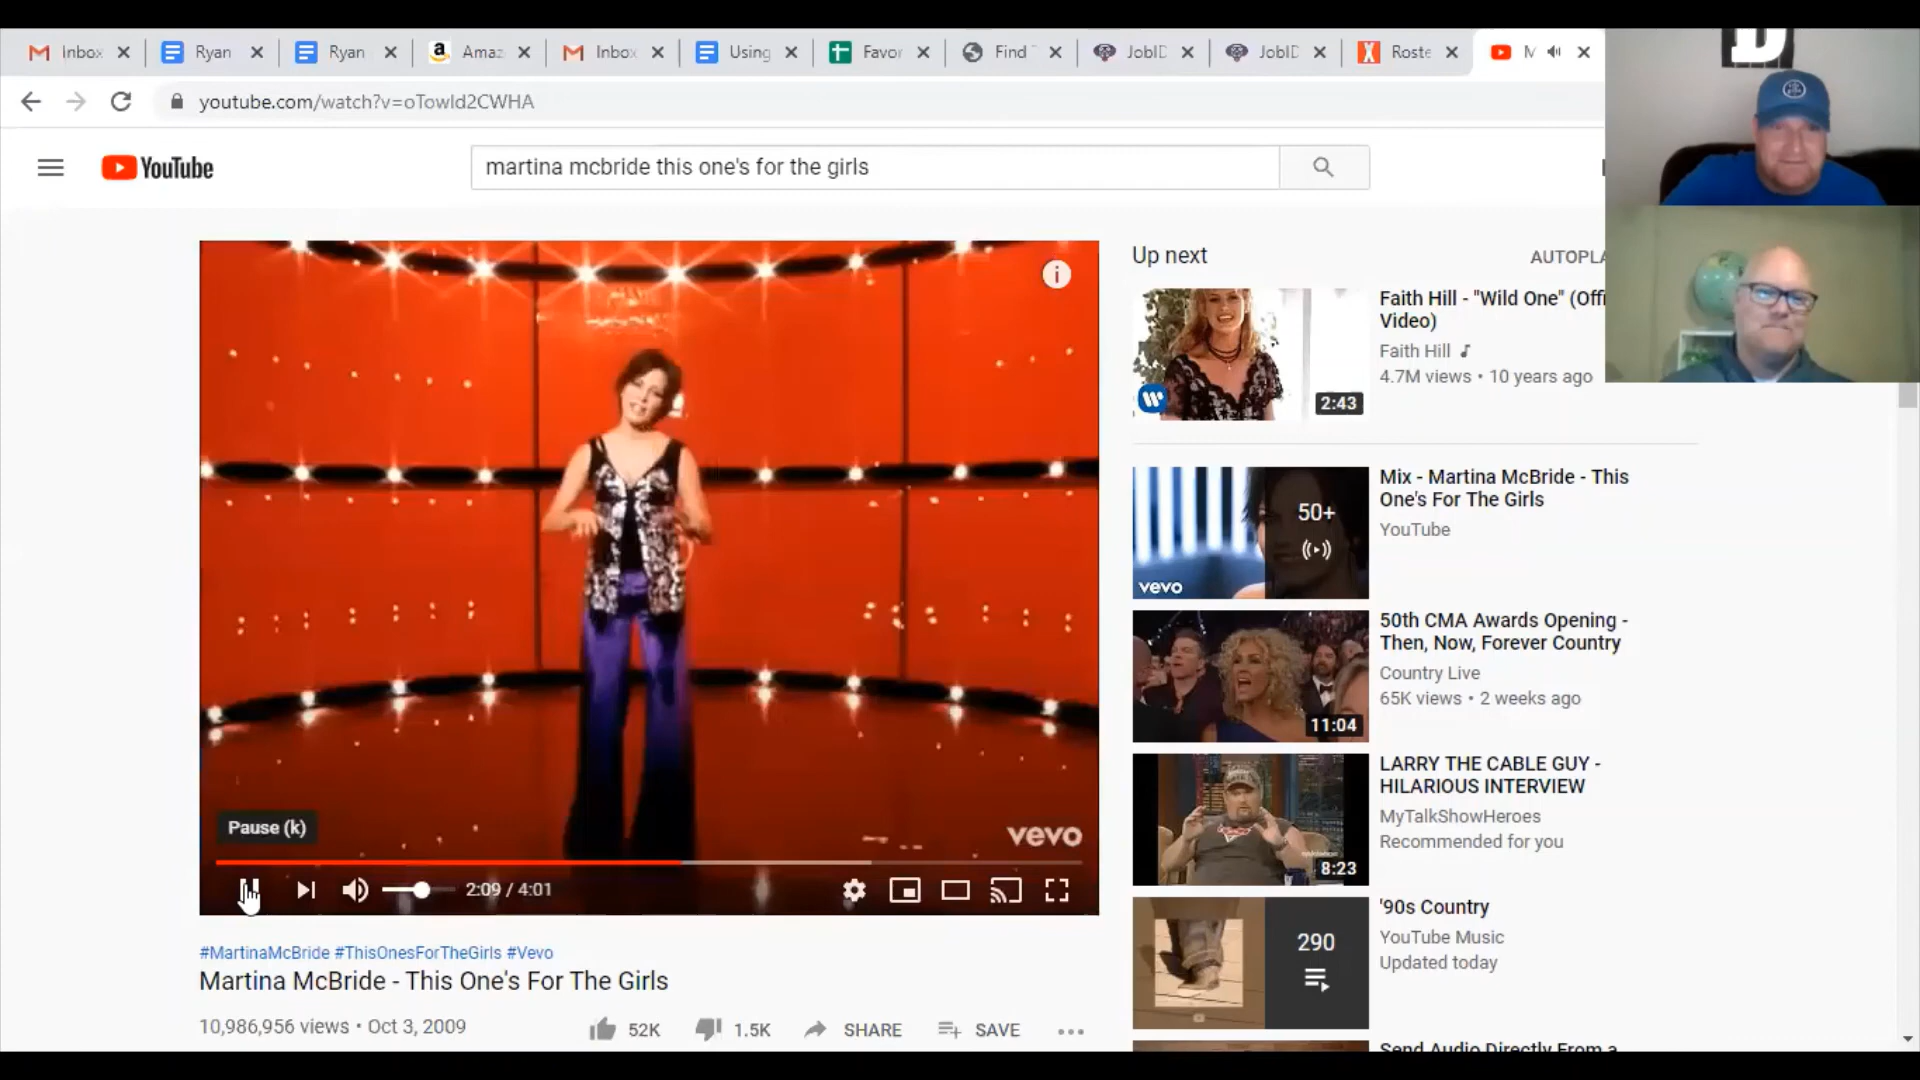 Inbox
Ryan
Ryan
Amaz
Inbox
Using
Favor
Find
JobID
JobID
Roste
M
youtube.com/watch?v=oTowld2CWHA
YouTube
martina mcbride this one's for the girls
Up next
AUTOPLA
Faith Hill - "Wild One" (Offi
Video)
Faith Hill
4.7M views • 10 years ago
2:43
Mix - Martina McBride - This
One's For The Girls
YouTube
50+
vevo
50th CMA Awards Opening -
Then, Now, Forever Country
Country Live
65K views • 2 weeks ago
11:04
LARRY THE CABLE GUY -
HILARIOUS INTERVIEW
MyTalkShowHeroes
Recommended for you
8:23
'90s Country
YouTube Music
Updated today
290
Send Audio Directly From a
Pause (k)
vevo
2:09 / 4:01
#MartinaMcBride #ThisOnesForTheGirls #Vevo
Martina McBride - This One's For The Girls
10,986,956 views • Oct 3, 2009
52K
1.5K
SHARE
SAVE